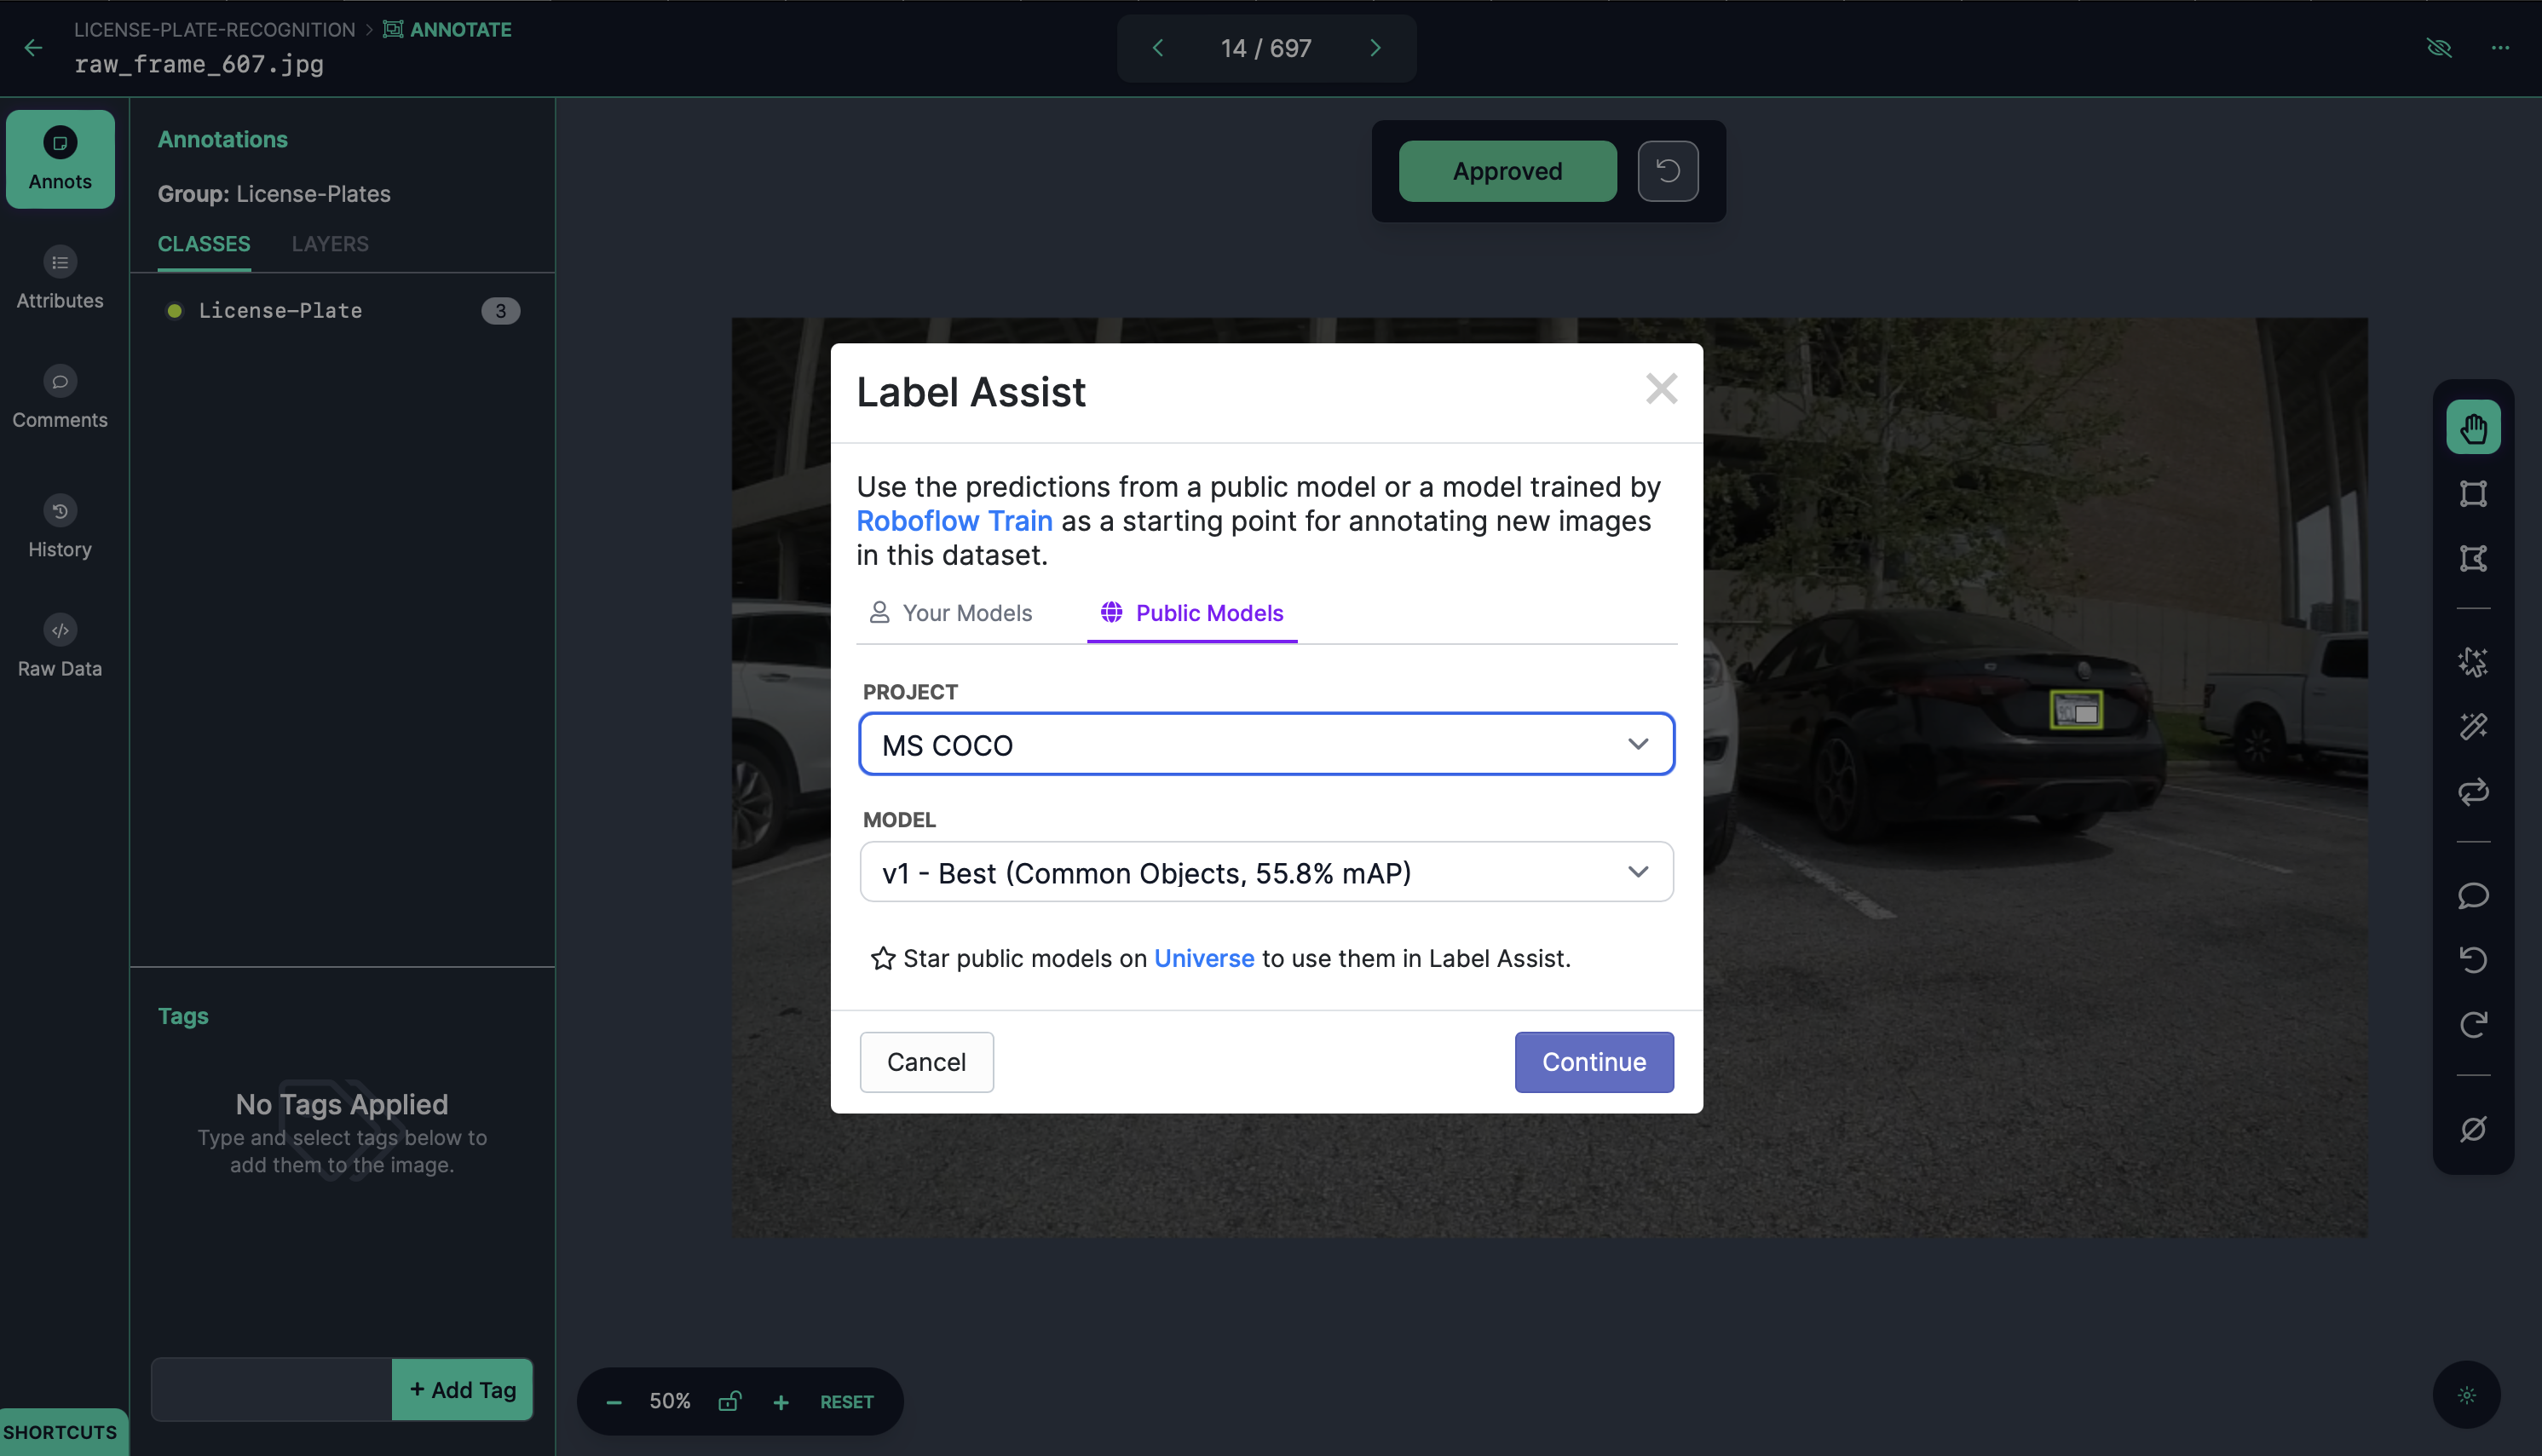 LICENSE-PLATE-RECOGNITION > ANNOTATE
raw_frame_607.jpg
14 / 697
Annots
Attributes
Comments
History
Raw Data
SHORTCUTS
Annotations
Group: License-Plates
CLASSES LAYERS
License-Plate 3
Tags
No Tags Applied
Type and select tags below to
add them to the image.
+ Add Tag
Approved
Label Assist
Use the predictions from a public model or a model trained by
Roboflow Train as a starting point for annotating new images
in this dataset.
Your Models Public Models
PROJECT
MS COCO
MODEL
v1 - Best (Common Objects, 55.8% mAP)
Star public models on Universe to use them in Label Assist.
Cancel Continue
50% RESET